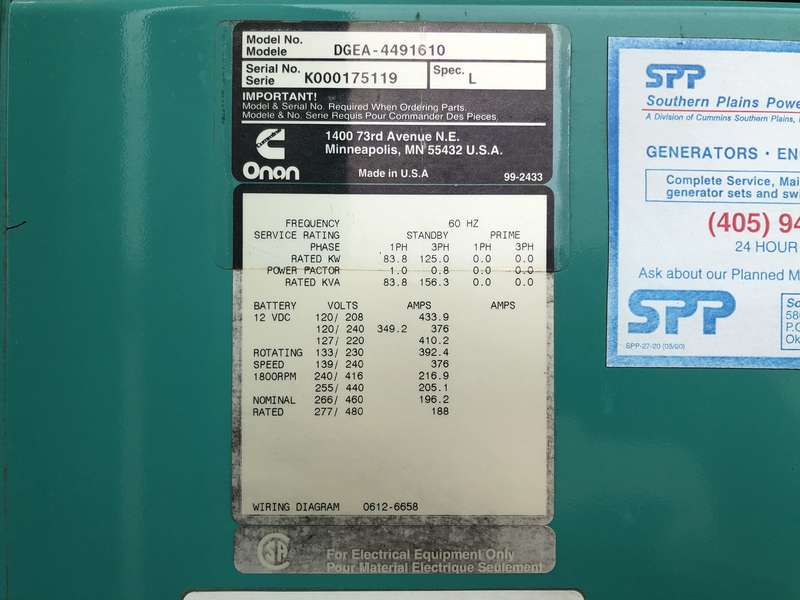 Model No.
Modele
DGEA-4491610
Serial No.
Serie
K000175119
Spec.
L
IMPORTANT!
Model & Serial No. Required When Ordering Parts.
Modele & No. Serie Requis Pour Commander Des Pieces.
1400 73rd Avenue N.E.
Minneapolis, MN 55432 U.S.A.
Onan
Made in U.S.A
99-2433
FREQUENCY 60 HZ
SERVICE RATING STANDBY PRIME
PHASE 1PH 3PH 1PH 3PH
RATED KW 83.8 125.0 0.0 0.0
POWER FACTOR 1.0 0.8 0.0 0.0
RATED KVA 83.8 156.3 0.0 0.0
BATTERY VOLTS AMPS AMPS
12 VDC 120/ 208 433.9
120/ 240 349.2 376
127/ 220 410.2
ROTATING 133/ 230 392.4
SPEED 139/ 240 376
1800RPM 240/ 416 216.9
255/ 440 205.1
NOMINAL 266/ 460 196.2
RATED 277/ 480 188
WIRING DIAGRAM 0612-6658
For Electrical Equipment Only
Pour Material Electrique Seulement
SPP
Southern Plains Powe
A Division of Cummins Southern Plains,
GENERATORS · EN
Complete Service, Mai
generator sets and swi
(405) 94
24 HOUR
Ask about our Planned M
SPP
So
580
P.O
Ok
SPP-27-20 (05/00)